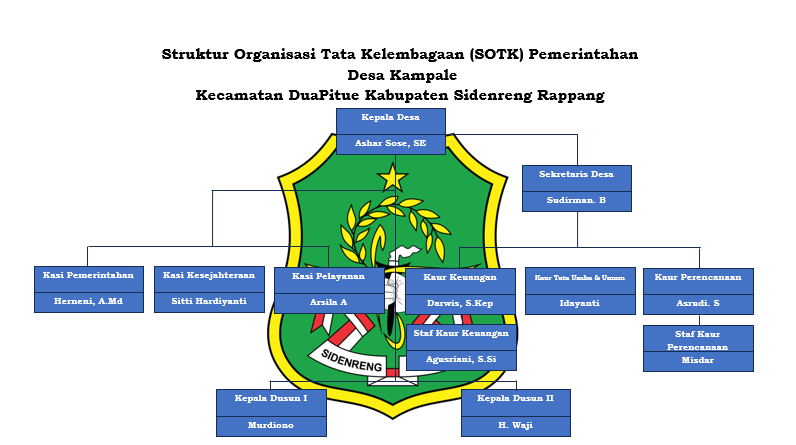 Struktur Organisasi Tata Kelembagaan (SOTK) Pemerintahan
Desa Kampale
Kecamatan DuaPitue Kabupaten Sidenreng Rappang
Kepala Desa
Ashar Sose, SE
Sekretaris Desa
Sudirman. B
Kasi Pemerintahan
Herneni, A.Md
Kasi Kesejahteraan
Sitti Hardiyanti
Kasi Pelayanan
Arsila A
Kaur Keuangan
Darwis, S.Kep
Kaur Tata Usaha & Umum
Idayanti
Kaur Perencanaan
Asrudi. S
Staf Kaur Keuangan
Agusriani, S.Si
Staf Kaur
Perencanaan
Misdar
SIDENRENG
Kepala Dusun I
Murdiono
Kepala Dusun II
H. Waji